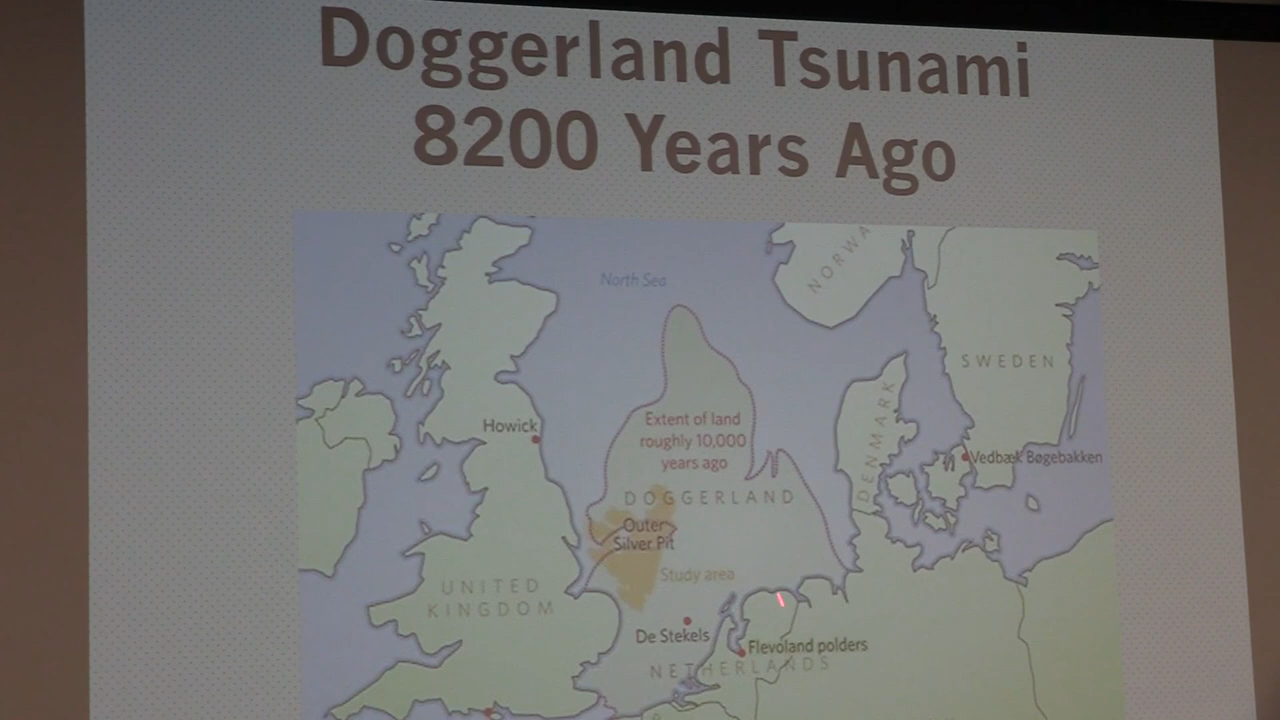 Doggerland Tsunami
8200 Years Ago
North Sea
NORWA
SWEDEN
DENMARK
Howick
Extent of land
roughly 10,000
years ago
Vedbæk Bøgebakken
DOGGERLAND
Outer
Silver Pit
Study area
UNITED
KINGDOM
De Stekels
Flevoland polders
NETHERLANDS